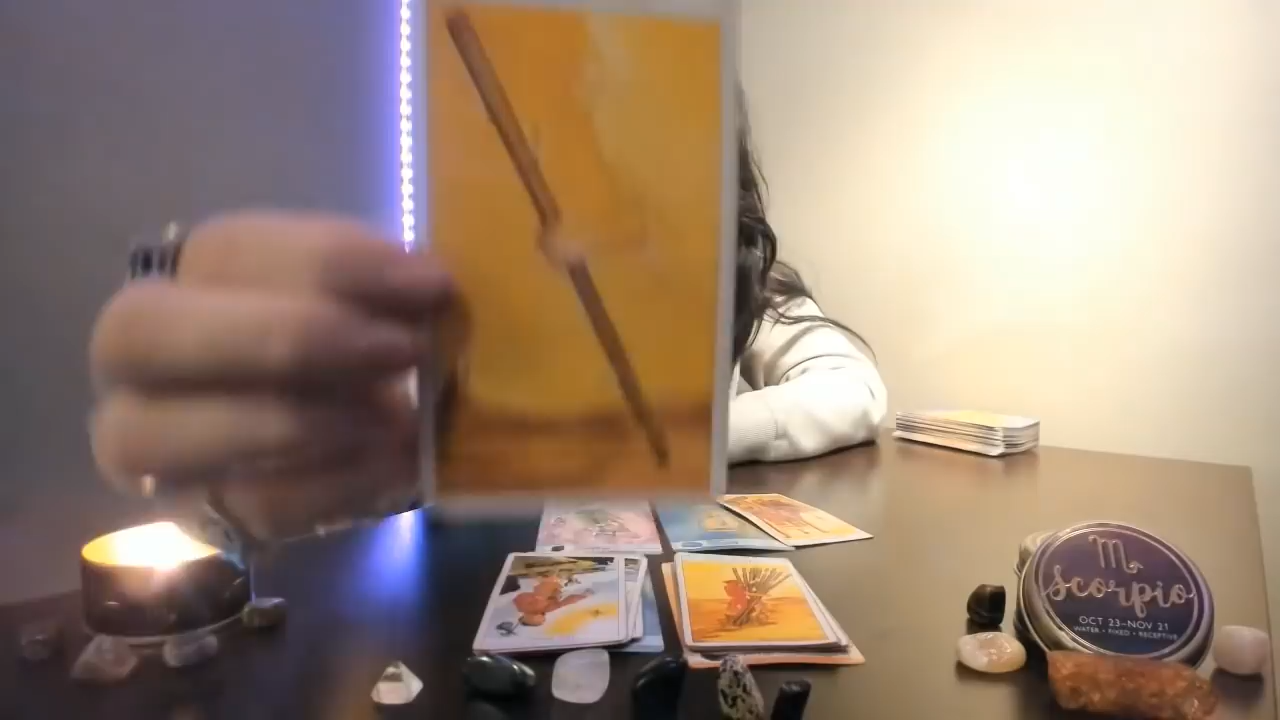 ♏
scorpio
OCT 23–NOV 21
WATER • FIXED • RECEPTIVE